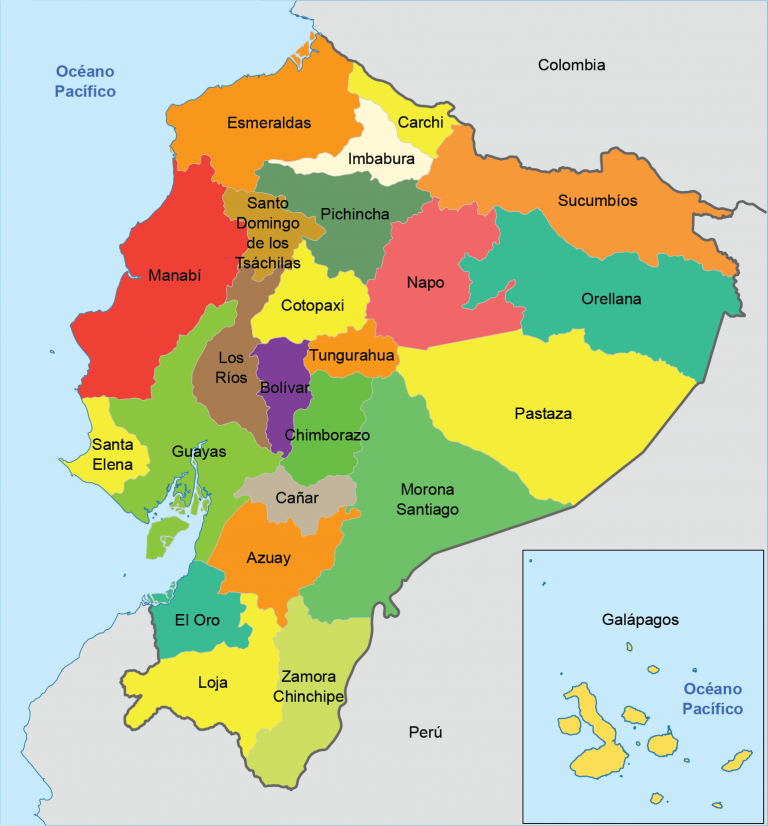 Colombia
Océano
Pacífico
Esmeraldas
Carchi
Imbabura
Sucumbíos
Santo
Domingo
de los
Tsáchilas
Pichincha
Manabí
Napo
Orellana
Cotopaxi
Los
Ríos
Bolívar
Tungurahua
Pastaza
Santa
Elena
Guayas
Chimborazo
Cañar
Morona
Santiago
Azuay
El Oro
Loja
Zamora
Chinchipe
Perú
Galápagos
Océano
Pacífico